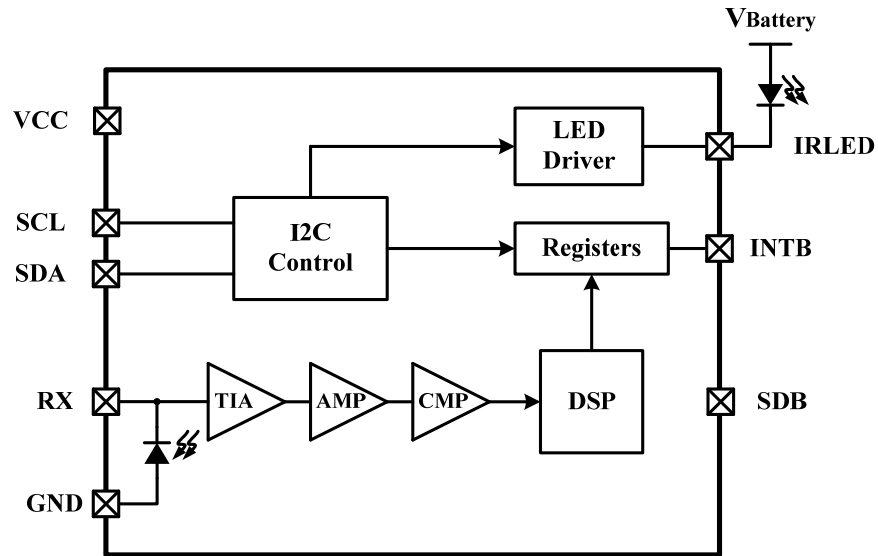 VBattery
VCC
LED
Driver
IRLED
SCL
I2C
Control
Registers
INTB
SDA
RX
TIA
AMP
CMP
DSP
SDB
GND